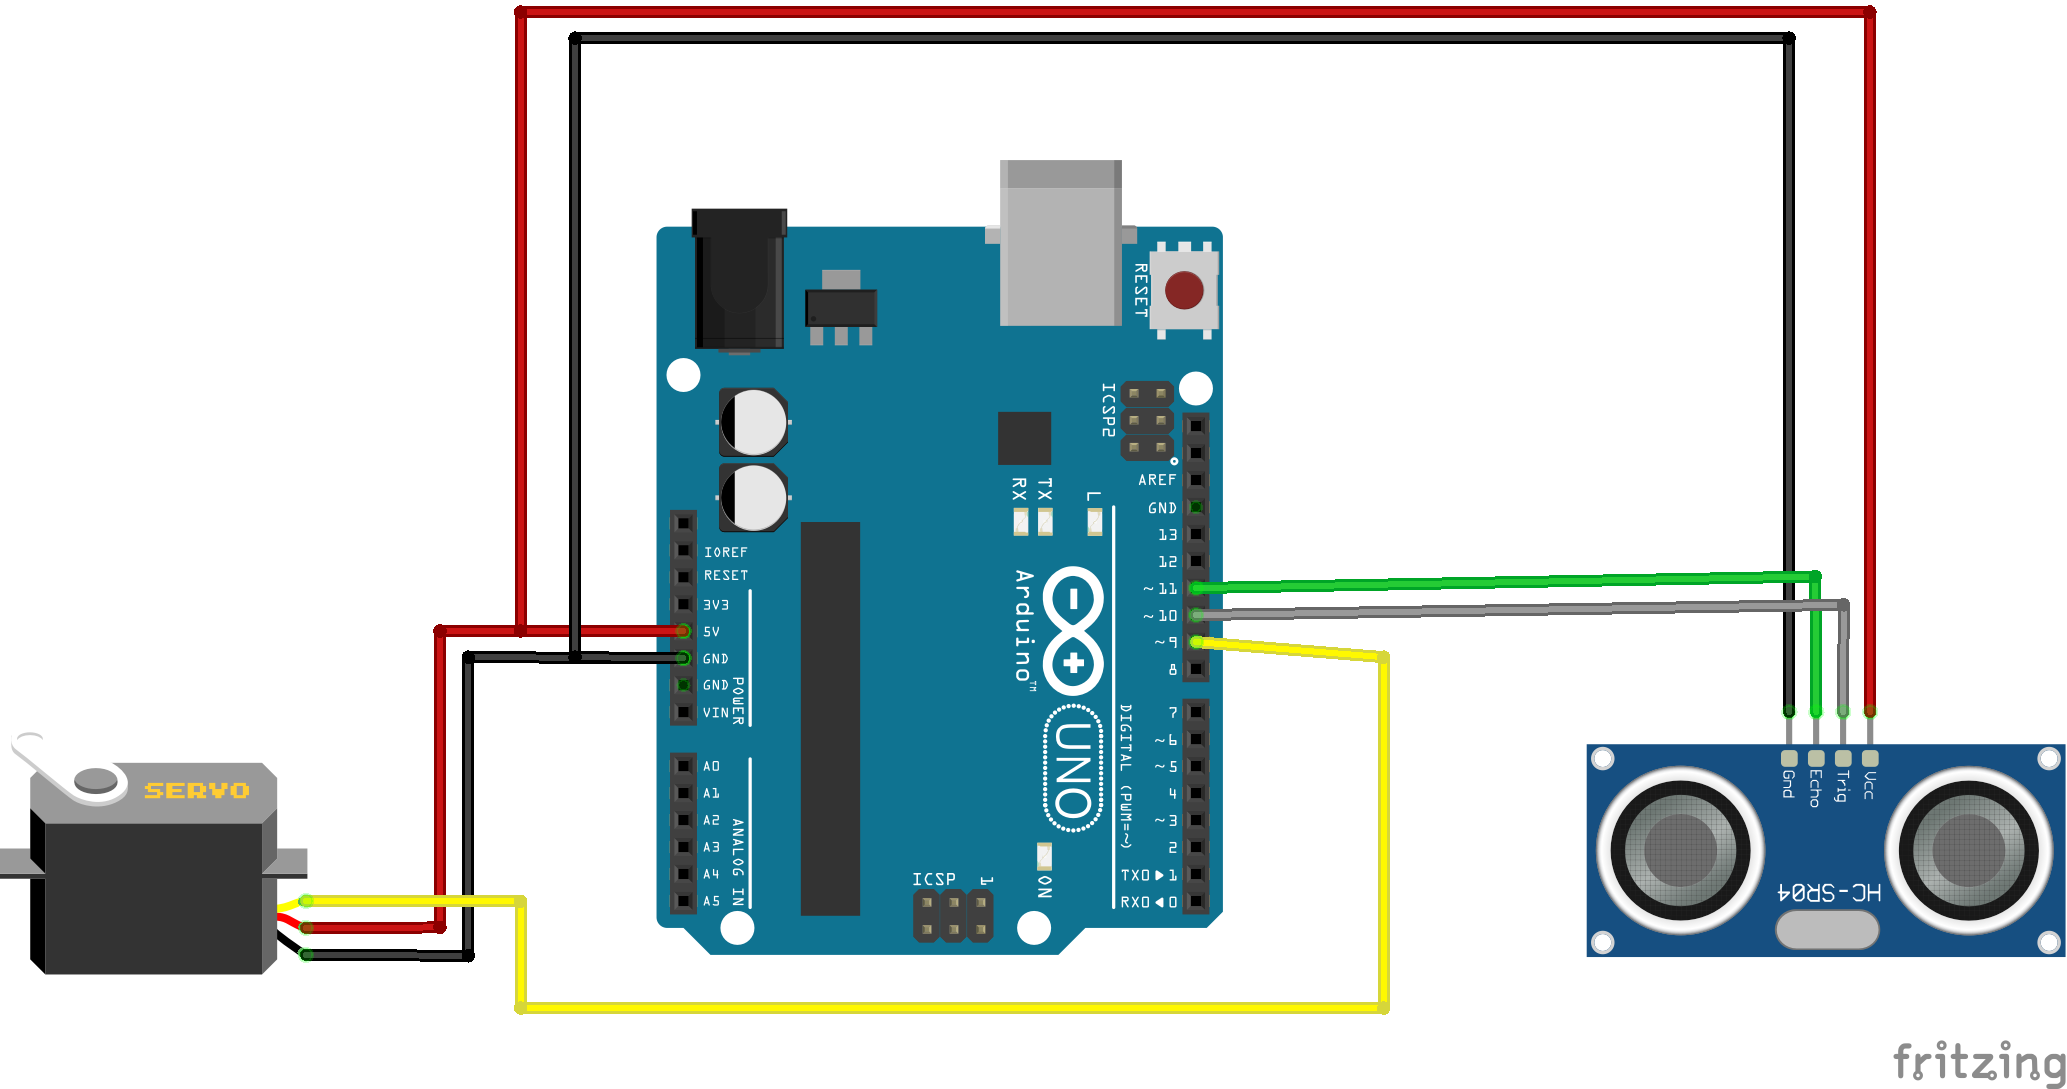 RESET
ICSP2
AREF
GND
13
12
~11
~10
~9
8
7
~6
~5
4
~3
2
TX0▶1
RX0◀0
RX
TX
L
IOREF
RESET
3V3
5V
GND
GND
VIN
POWER
A0
A1
A2
A3
A4
A5
ANALOG IN
Arduino™
UNO
DIGITAL (PWM=~)
ICSP
1
ON
SERVO
Gnd
Echo
Trig
Vcc
HC-SR04
fritzing